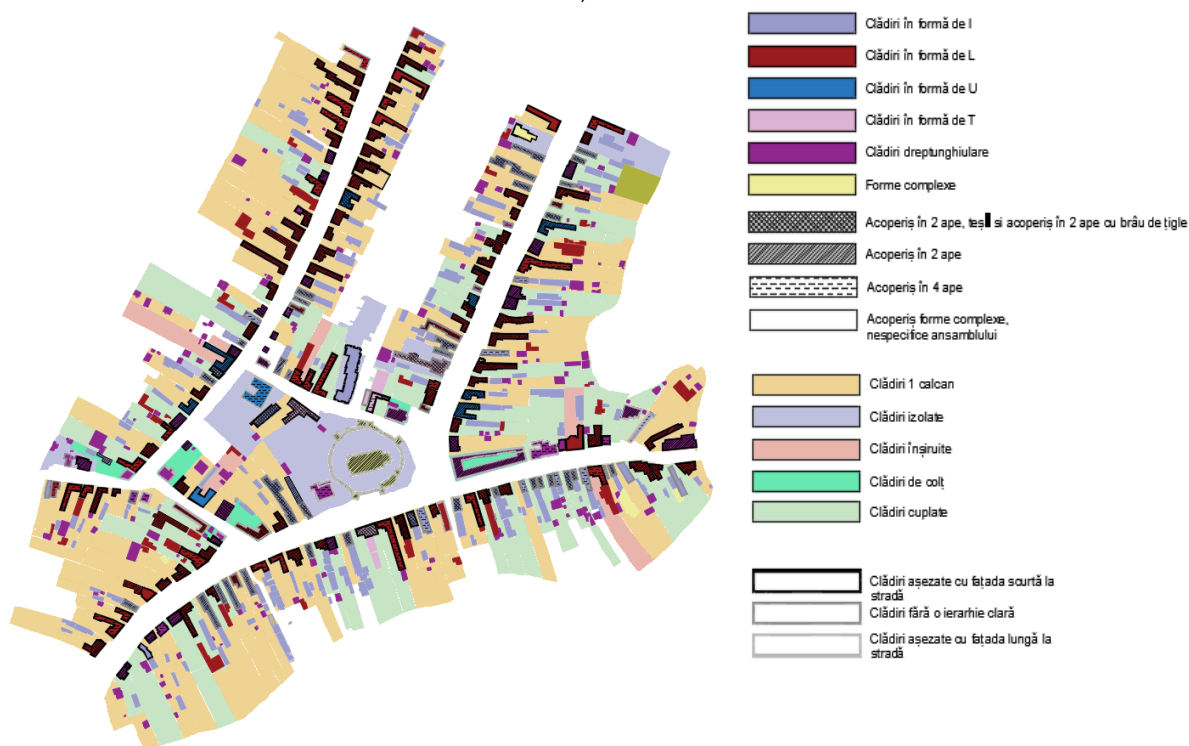 Clădiri în formă de I
Clădiri în formă de L
Clădiri în formă de U
Clădiri în formă de T
Clădiri dreptunghiulare
Forme complexe
Acoperiș în 2 ape, si acoperiș în 2 ape cu brâu de țigle
Acoperiș în 2 ape
Acoperiș în 4 ape
Acoperiș forme complexe,
nespecifice ansamblului
Clădiri 1 calcan
Clădiri izolate
Clădiri înșiruite
Clădiri de colț
Clădiri cuplate
Clădiri așezate cu fațada scurtă la
stradă
Clădiri fără o ierarhie clară
Clădiri așezate cu fațada lungă la
stradă